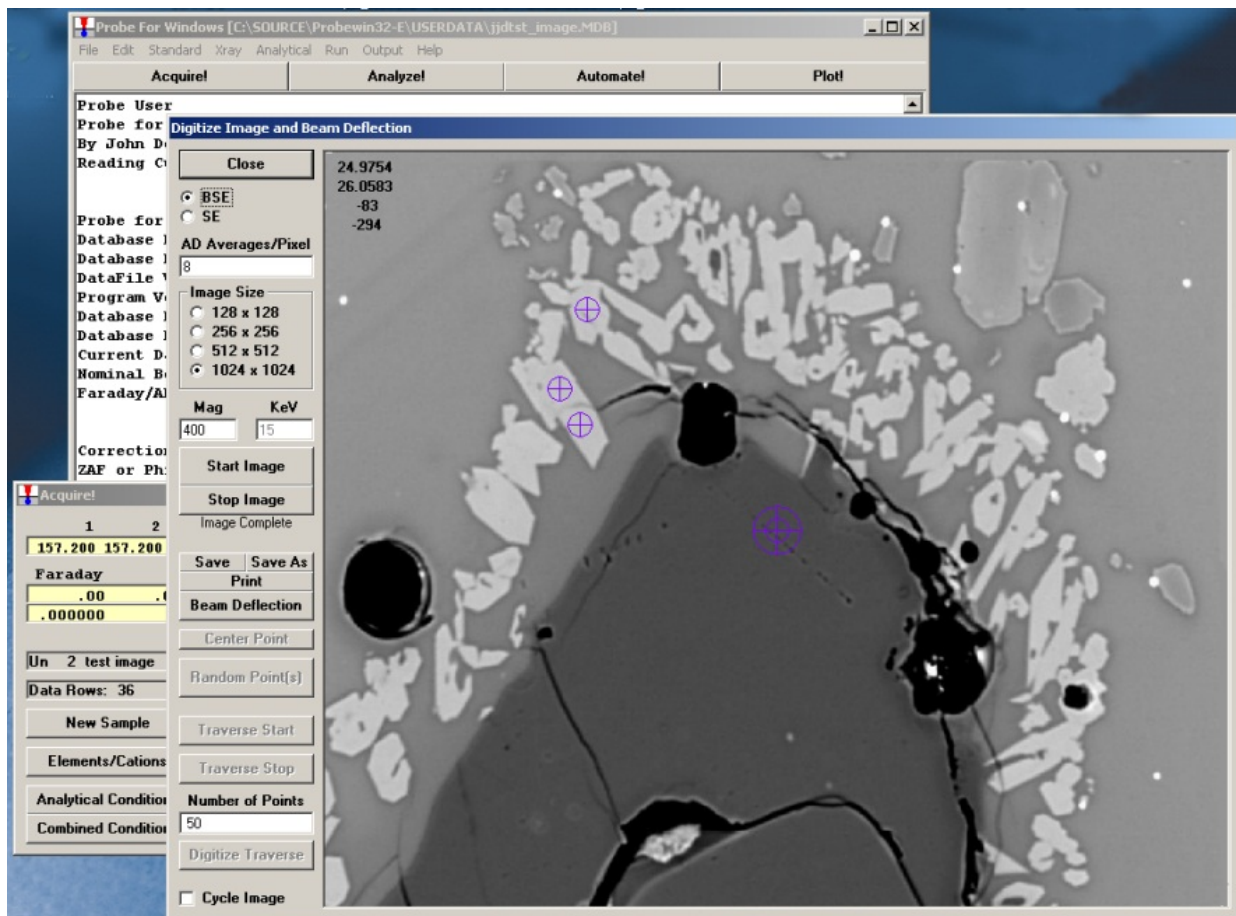 Probe For Windows [C:\SOURCE\Probewin32-E\USERDATA\jjdtst_image.MDB]
File Edit Standard Xray Analytical Run Output Help
Acquire! Analyze! Automate! Plot!
Probe User
Probe for
By John D
Reading C
Probe for
Database
Database
DataFile
Program V
Database
Database
Current D
Nominal B
Faraday/A
Correction
ZAF or Ph
Digitize Image and Beam Deflection
Close
BSE
SE
AD Averages/Pixel
8
Image Size
128 x 128
256 x 256
512 x 512
1024 x 1024
Mag KeV
400 15
Start Image
Stop Image
Image Complete
Save Save As
Print
Beam Deflection
Center Point
Random Point(s)
Traverse Start
Traverse Stop
Number of Points
50
Digitize Traverse
Cycle Image
24.9754
26.0583
-83
-294
Acquire!
1 2
157.200 157.200
Faraday
.00
.000000
Un 2 test image
Data Rows: 36
New Sample
Elements/Cations
Analytical Condition
Combined Condition